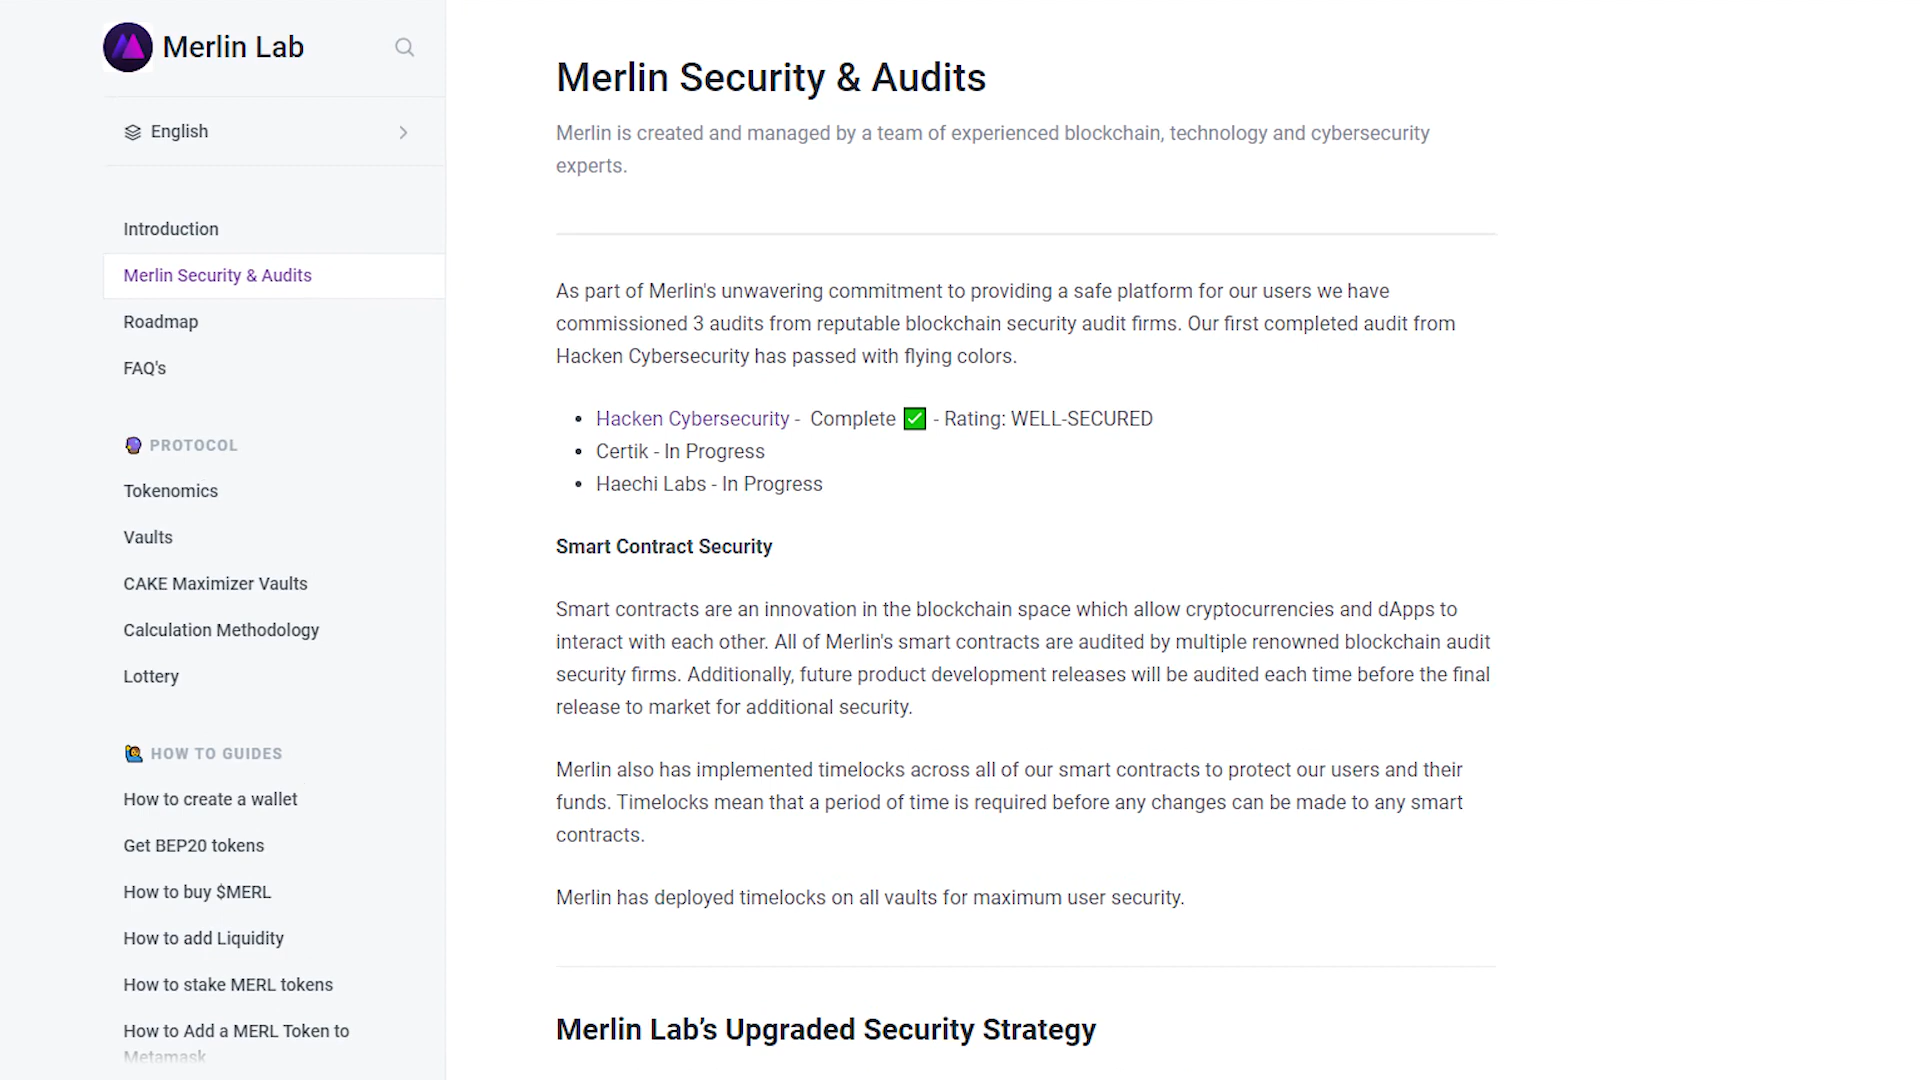 Merlin Lab
English
Introduction
Merlin Security & Audits
Roadmap
FAQ's
PROTOCOL
Tokenomics
Vaults
CAKE Maximizer Vaults
Calculation Methodology
Lottery
HOW TO GUIDES
How to create a wallet
Get BEP20 tokens
How to buy $MERL
How to add Liquidity
How to stake MERL tokens
How to Add a MERL Token to
Metamask
Merlin Security & Audits
Merlin is created and managed by a team of experienced blockchain, technology and cybersecurity
experts.
As part of Merlin's unwavering commitment to providing a safe platform for our users we have
commissioned 3 audits from reputable blockchain security audit firms. Our first completed audit from
Hacken Cybersecurity has passed with flying colors.
• Hacken Cybersecurity - Complete ✅ - Rating: WELL-SECURED
• Certik - In Progress
• Haechi Labs - In Progress
Smart Contract Security
Smart contracts are an innovation in the blockchain space which allow cryptocurrencies and dApps to
interact with each other. All of Merlin's smart contracts are audited by multiple renowned blockchain audit
security firms. Additionally, future product development releases will be audited each time before the final
release to market for additional security.
Merlin also has implemented timelocks across all of our smart contracts to protect our users and their
funds. Timelocks mean that a period of time is required before any changes can be made to any smart
contracts.
Merlin has deployed timelocks on all vaults for maximum user security.
Merlin Lab’s Upgraded Security Strategy